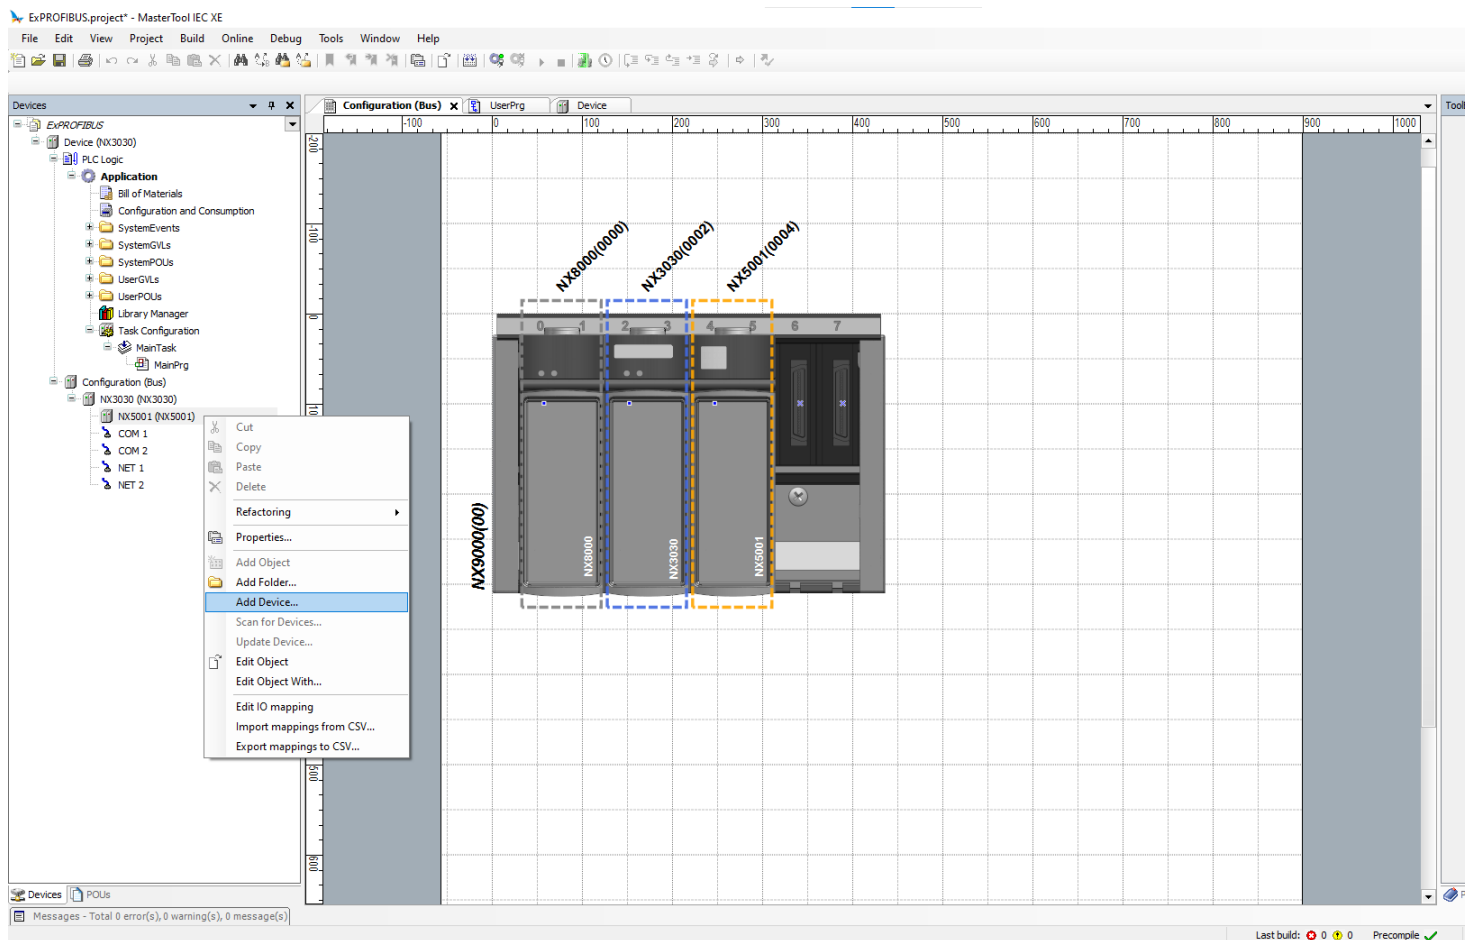 ExPROFIBUS.project* - MasterTool IEC XE
File Edit View Project Build Online Debug Tools Window Help
Devices
ExPROFIBUS
Device (NX3030)
PLC Logic
Application
Bill of Materials
Configuration and Consumption
SystemEvents
SystemGVLs
SystemPOUs
UserGVLs
UserPOUs
Library Manager
Task Configuration
MainTask
MainPrg
Configuration (Bus)
NX3030 (NX3030)
NX5001 (NX5001)
COM 1
COM 2
NET 1
NET 2
Cut
Copy
Paste
Delete
Refactoring
Properties...
Add Object
Add Folder...
Add Device...
Scan for Devices...
Update Device...
Edit Object
Edit Object With...
Edit IO mapping
Import mappings from CSV...
Export mappings to CSV...
Configuration (Bus) UserPrg Device
-100 0 100 200 300 400 500 600 700 800 900 1000
-200
-100
0
10
500
600
NX8000(0000) NX3030(0002) NX5001(0004)
0 1 2 3 4 5 6 7
NX9000(00)
NX8000 NX3030 NX5001
Tool
Devices POUs
Messages - Total 0 error(s), 0 warning(s), 0 message(s)
Last build: 0 0 Precompile